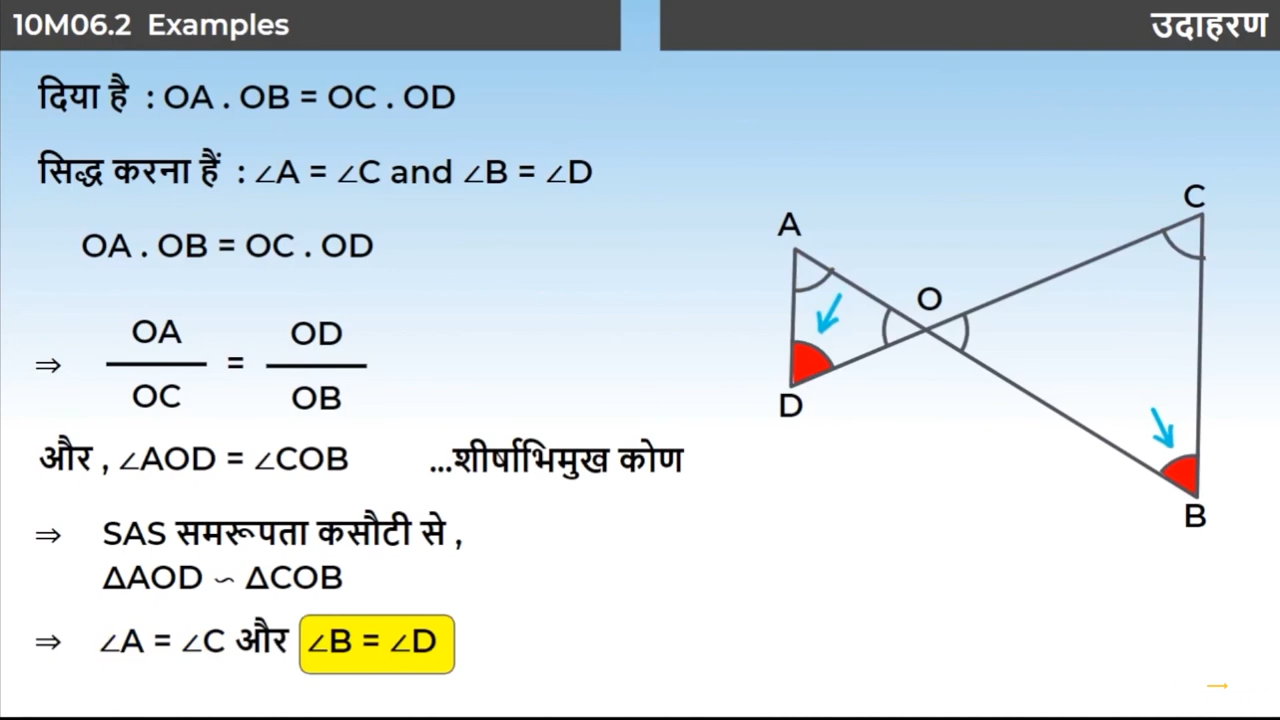 10M06.2 Examples
उदाहरण
दिया है : OA . OB = OC . OD
सिद्ध करना हैं : ∠A = ∠C and ∠B = ∠D
OA . OB = OC . OD
⇒ OA/OC = OD/OB
और , ∠AOD = ∠COB ...शीर्षाभिमुख कोण
⇒ SAS समरूपता कसौटी से ,
ΔAOD ∽ ΔCOB
⇒ ∠A = ∠C और ∠B = ∠D
A
C
O
D
B